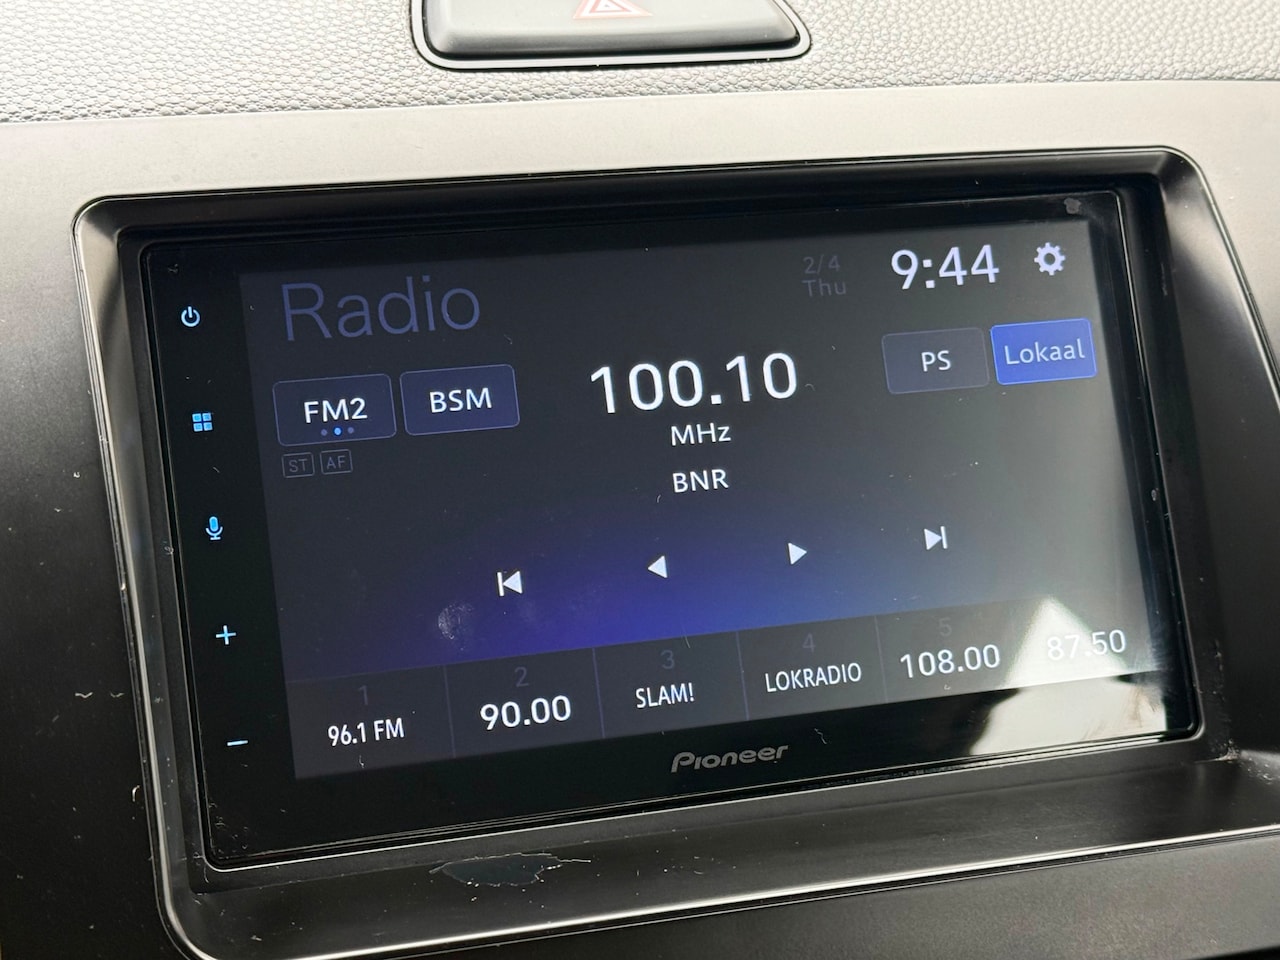 Radio
2/4
Thu
9:44
FM2
BSM
100.10
MHz
PS
Lokaal
ST
AF
BNR
1
96.1 FM
2
90.00
3
SLAM!
4
LOKRADIO
5
108.00
87.50
Pioneer